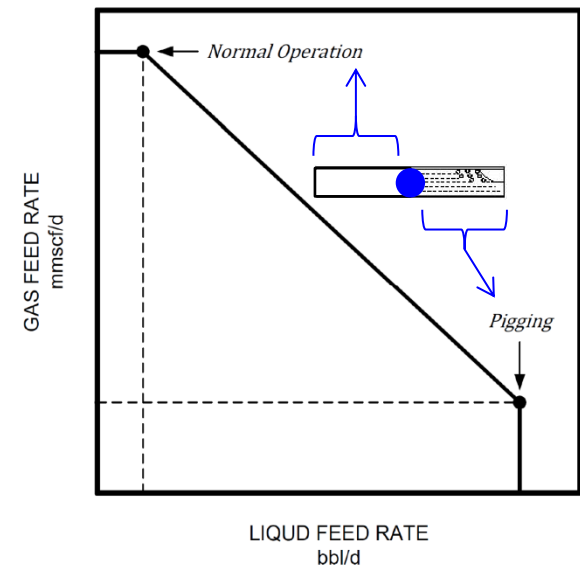 Normal Operation
GAS FEED RATE
mmscf/d
Pigging
LIQUD FEED RATE
bbl/d